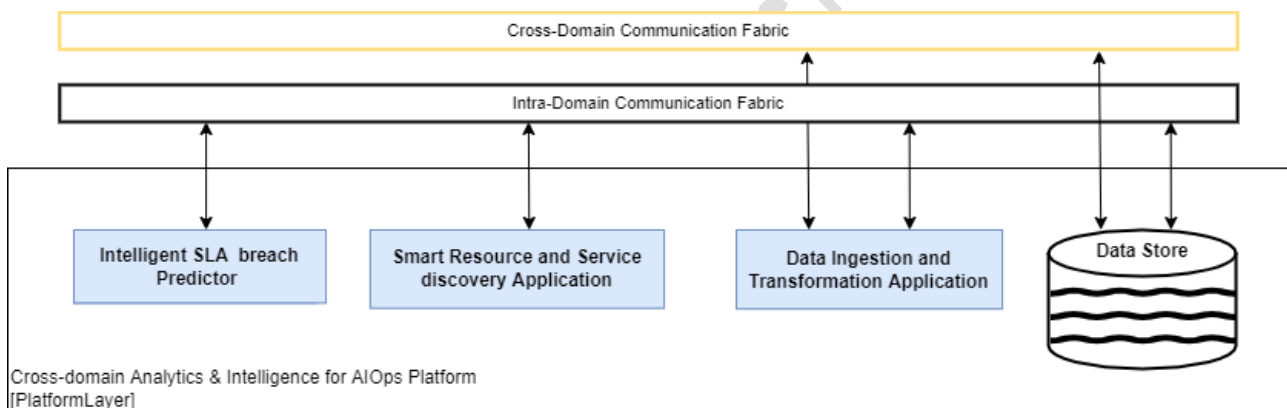 Cross-Domain Communication Fabric
Intra-Domain Communication Fabric
Intelligent SLA breach
Predictor
Smart Resource and Service
discovery Application
Data Ingestion and
Transformation Application
Data Store
Cross-domain Analytics & Intelligence for AIOps Platform
[PlatformLayer]